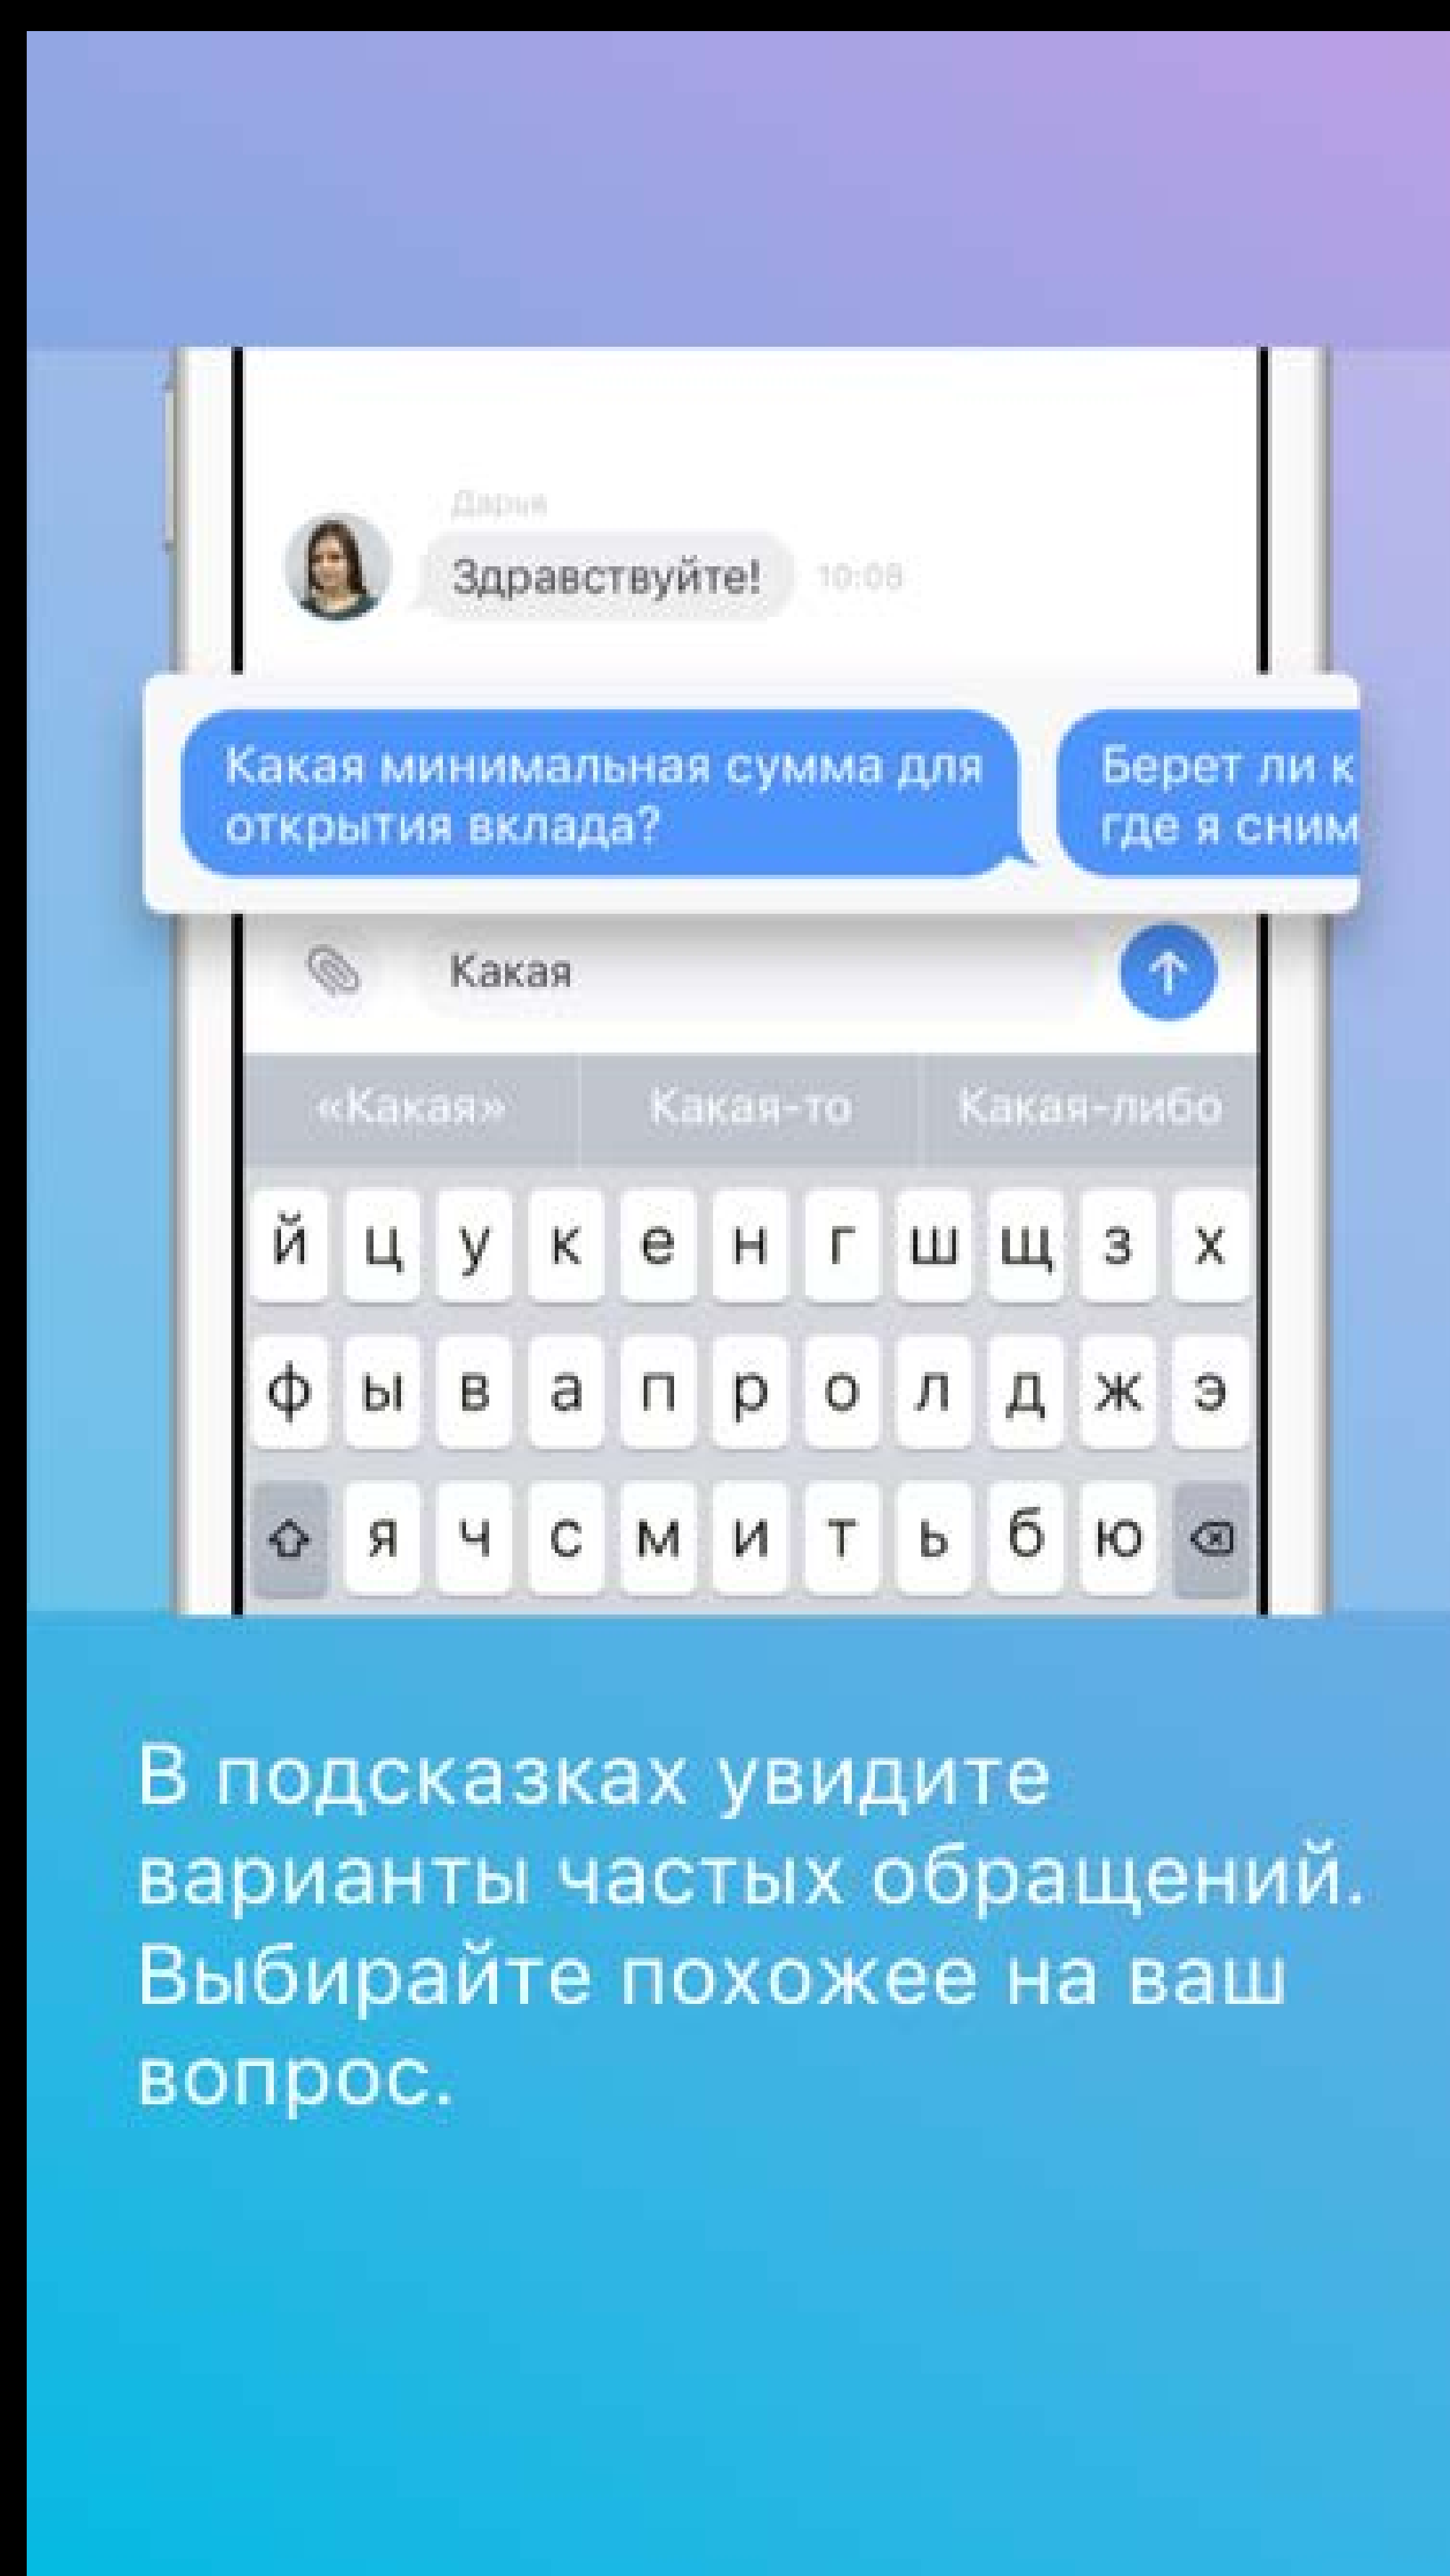 Дарья
Здравствуйте! 10:08
Какая минимальная сумма для
открытия вклада?
Берет ли к
где я сним
Какая
«Какая» Какая-то Какая-либо
й ц у к е н г ш щ з х
ф ы в а п р о л д ж э
я ч с м и т ь б ю
В подсказках увидите
варианты частых обращений.
Выбирайте похожее на ваш
вопрос.